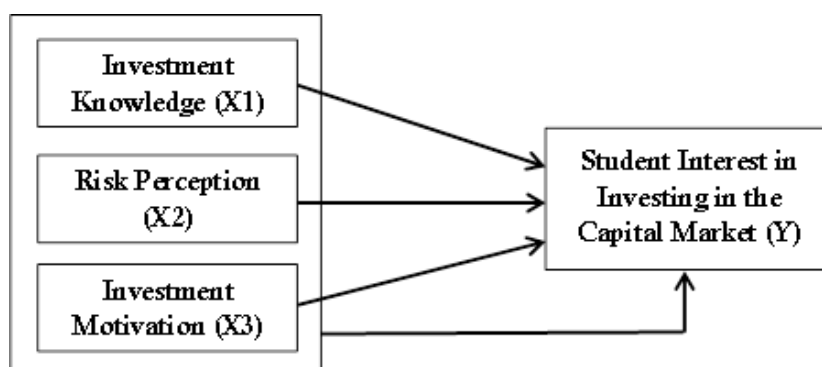 Investment
Knowledge (X1)
Risk Perception
(X2)
Investment
Motivation (X3)
Student Interest in
Investing in the
Capital Market (Y)